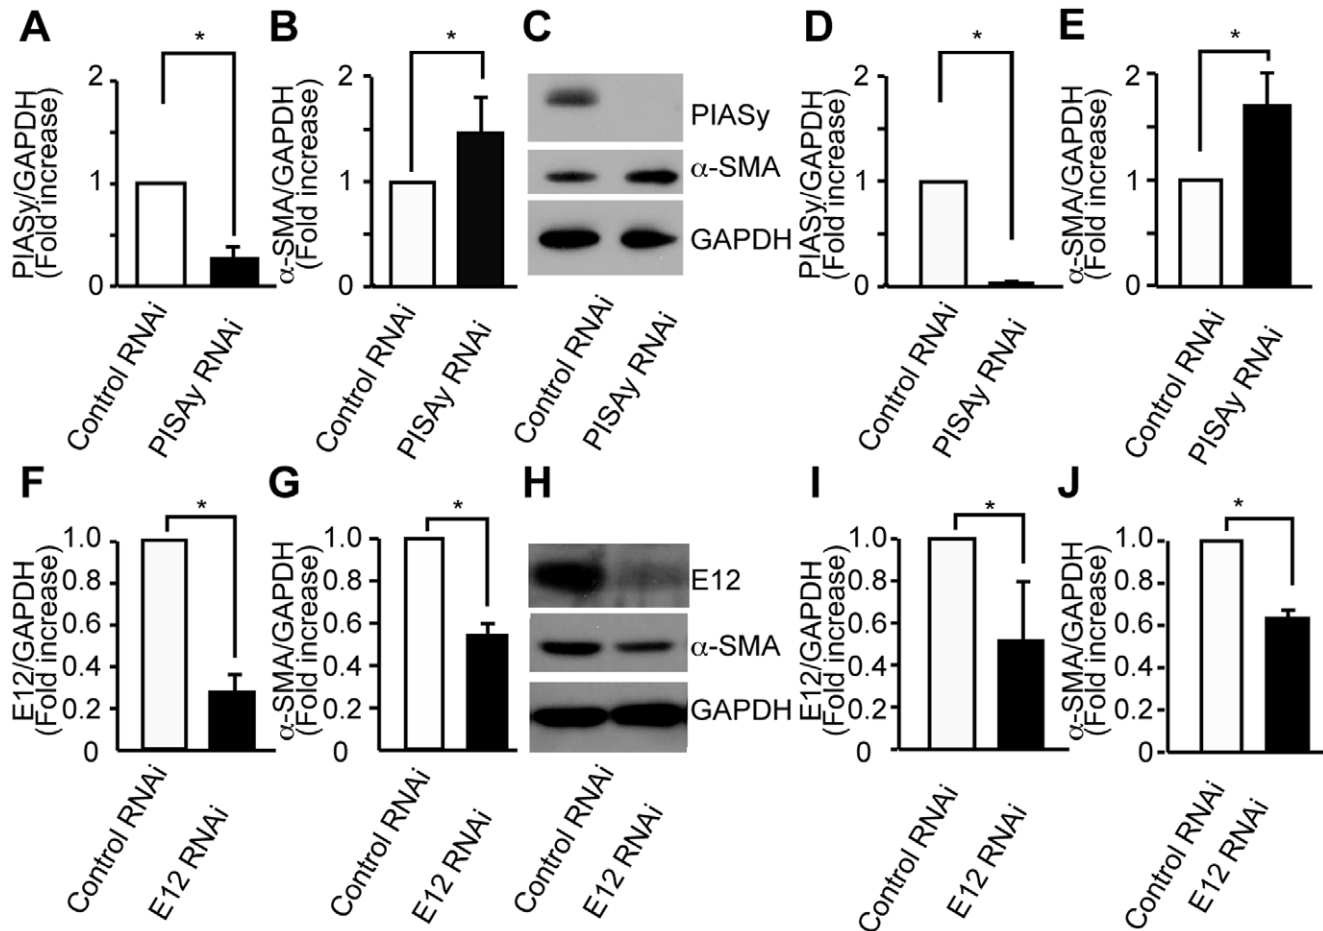 A
*
2
1
0
PIASy/GAPDH
(Fold increase)
Control RNAi
PISAy RNAi
B
*
2
1
0
α-SMA/GAPDH
(Fold increase)
Control RNAi
PISAy RNAi
C
PIASy
α-SMA
GAPDH
Control RNAi
PISAy RNAi
D
*
2
1
0
PIASy/GAPDH
(Fold increase)
Control RNAi
PISAy RNAi
E
*
2
1
0
α-SMA/GAPDH
(Fold increase)
Control RNAi
PISAy RNAi
F
*
1.0
0.8
0.6
0.4
0.2
0
E12/GAPDH
(Fold increase)
Control RNAi
E12 RNAi
G
*
1.0
0.8
0.6
0.4
0.2
0
α-SMA/GAPDH
(Fold increase)
Control RNAi
E12 RNAi
H
E12
α-SMA
GAPDH
Control RNAi
E12 RNAi
I
*
1.0
0.8
0.6
0.4
0.2
0
E12/GAPDH
(Fold increase)
Control RNAi
E12 RNAi
J
*
1.0
0.8
0.6
0.4
0.2
0
α-SMA/GAPDH
(Fold increase)
Control RNAi
E12 RNAi